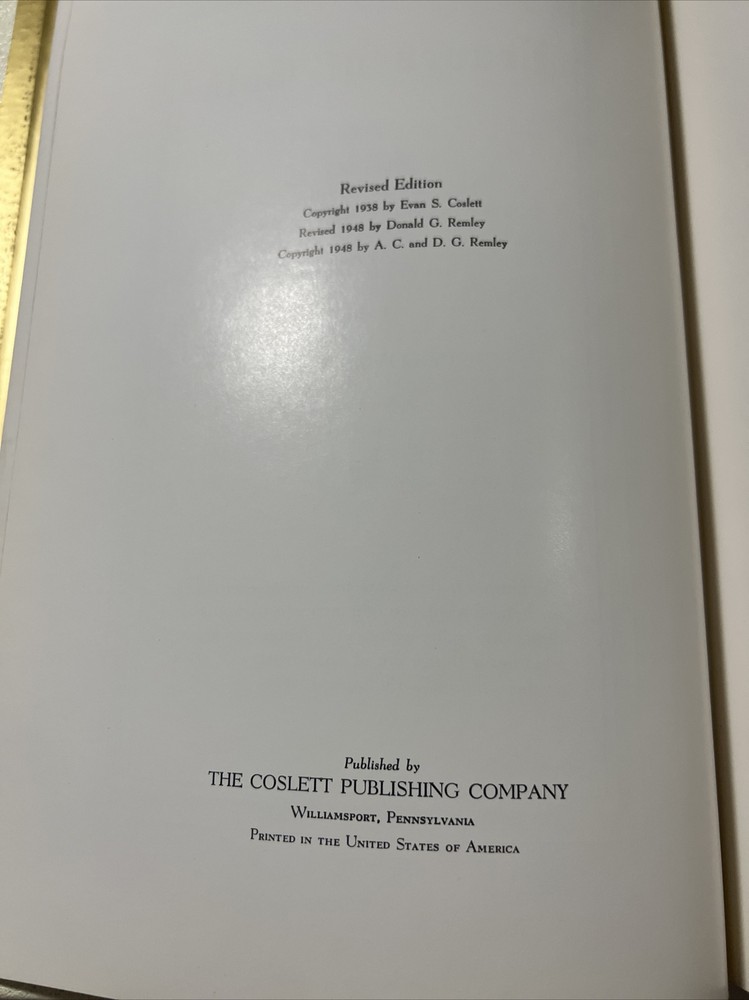 Revised Edition
Copyright 1938 by Evan S. Coslett
Revised 1948 by Donald G. Remley
Copyright 1948 by A. C. and D. G. Remley
Published by
THE COSLETT PUBLISHING COMPANY
Williamsport, Pennsylvania
Printed in the United States of America